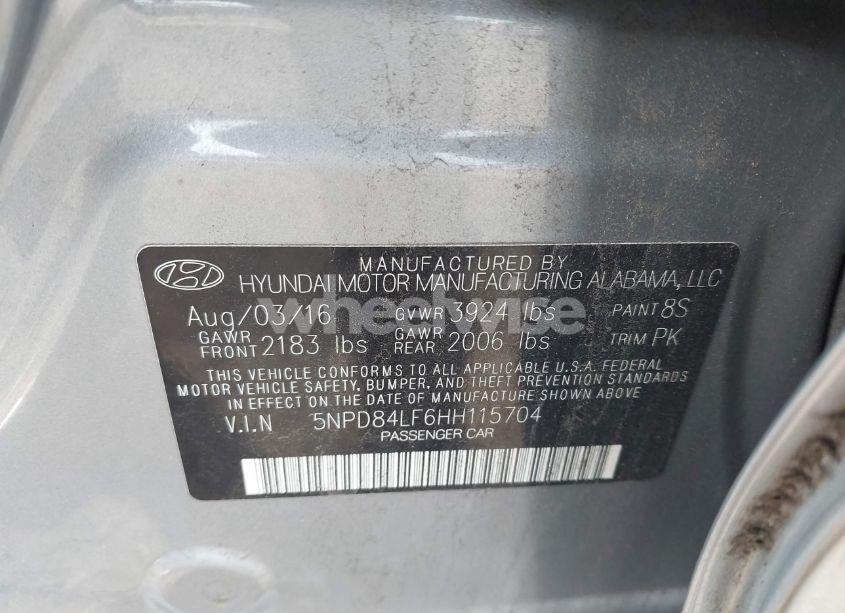 MANUFACTURED BY
HYUNDAI MOTOR MANUFACTURING ALABAMA, LLC
Aug/03/16 GVWR 3924 lbs PAINT 8S
GAWR FRONT 2183 lbs GAWR REAR 2006 lbs TRIM PK
THIS VEHICLE CONFORMS TO ALL APPLICABLE U.S.A. FEDERAL
MOTOR VEHICLE SAFETY, BUMPER, AND THEFT PREVENTION STANDARDS
IN EFFECT ON THE DATE OF MANUFACTURE SHOWN ABOVE
V.I.N 5NPD84LF6HH115704
PASSENGER CAR
wheelwise